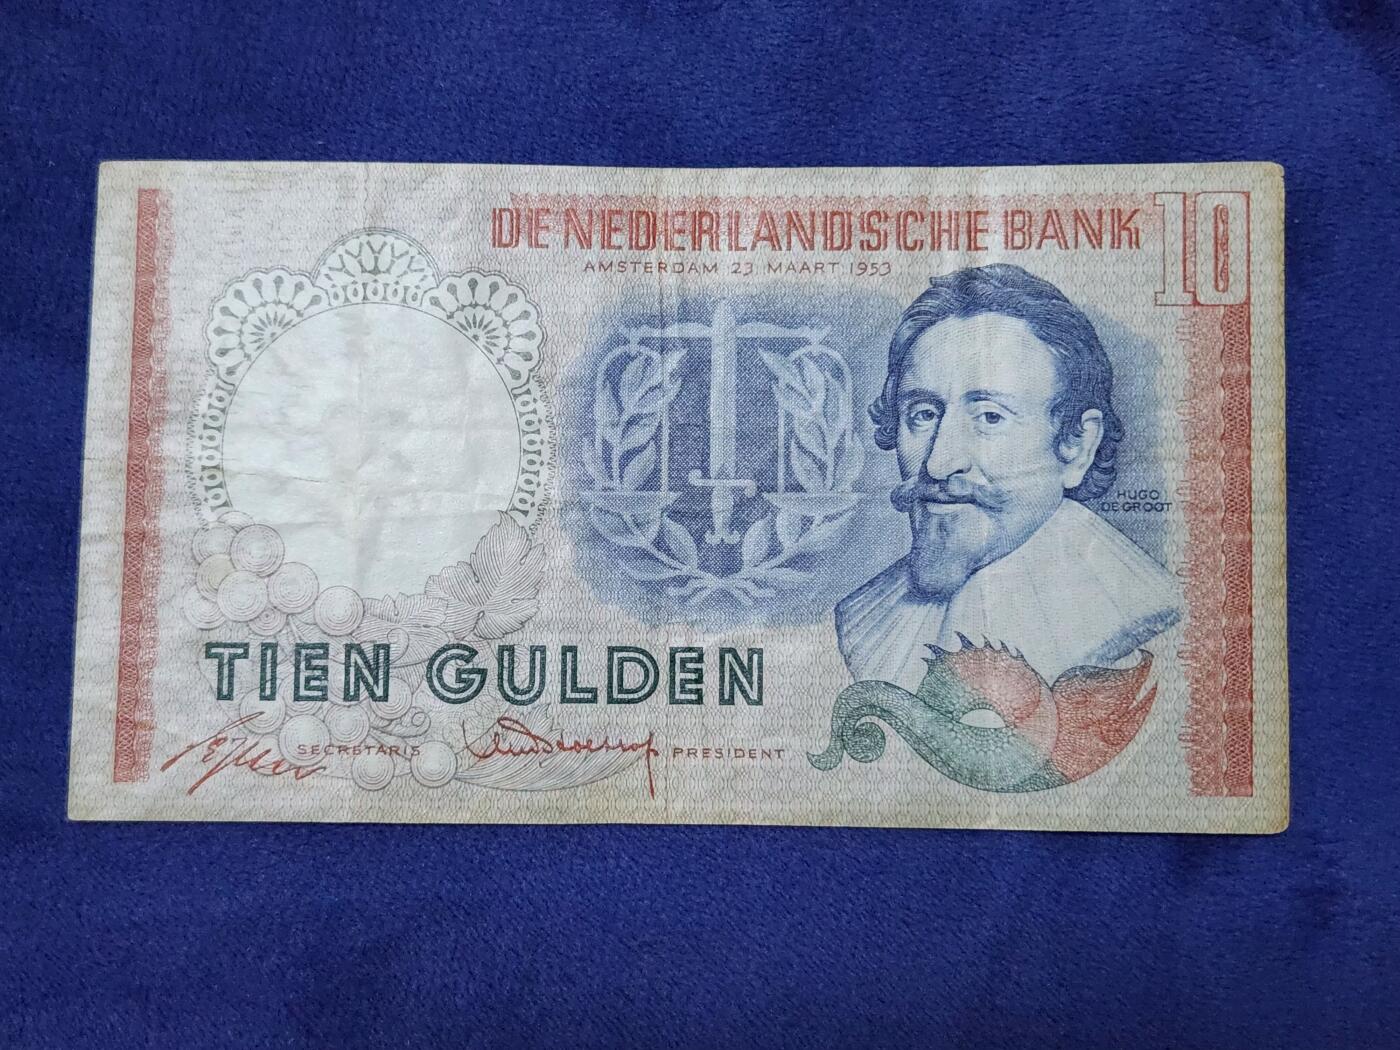 DE NEDERLANDSCHE BANK 10
AMSTERDAM 23 MAART 1953
HUGO
DE GROOT
TIEN GULDEN
SECRETARIS
PRESIDENT